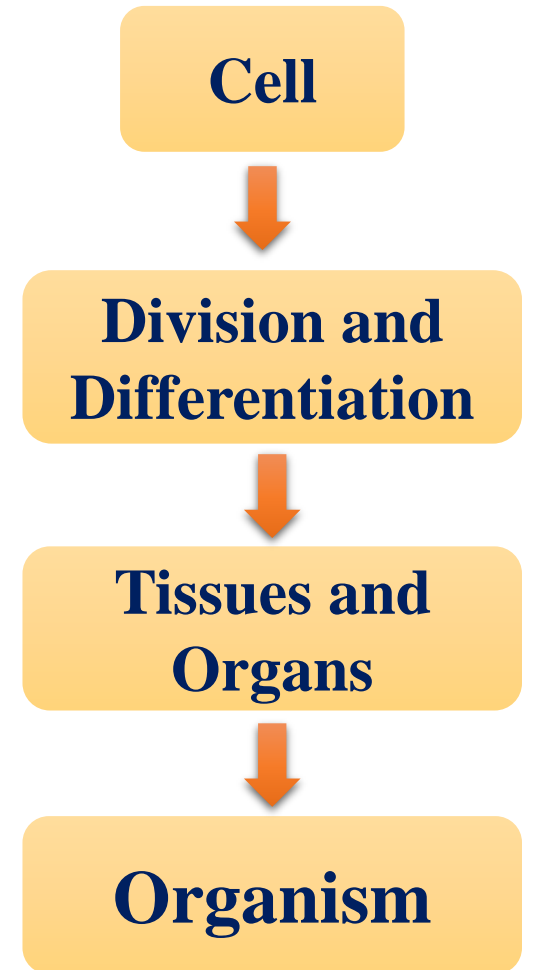 Cell
Division and
Differentiation
Tissues and
Organs
Organism